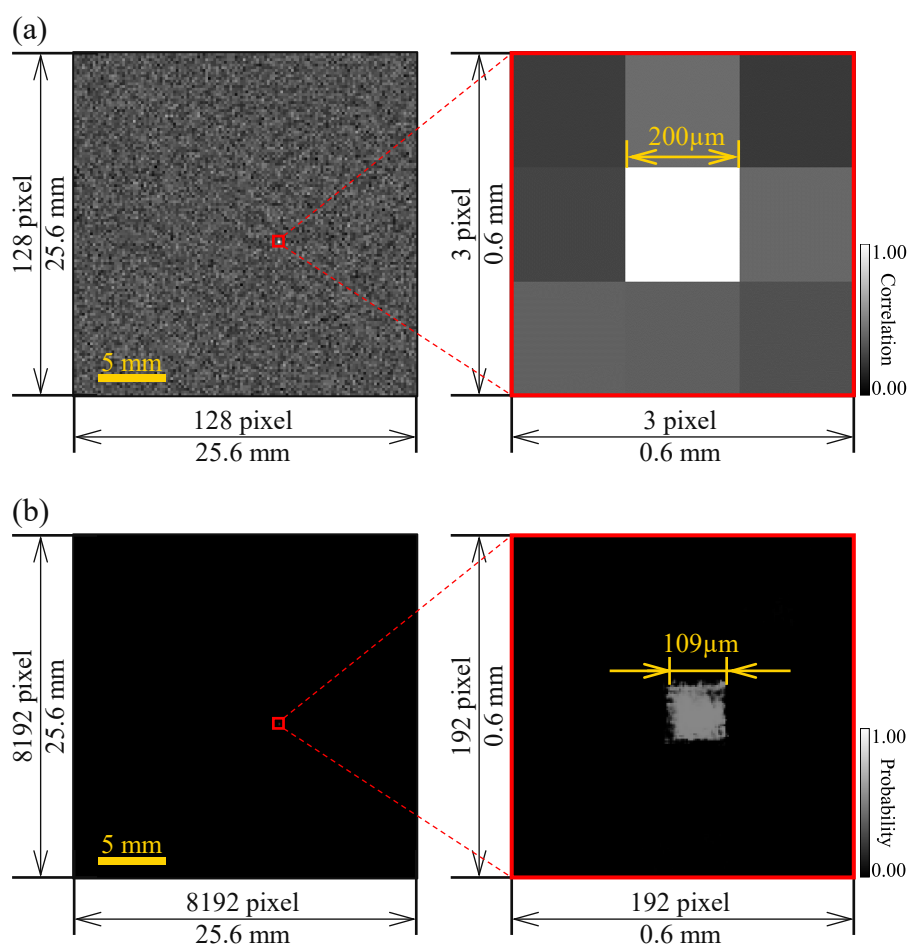 (a)
128 pixel
25.6 mm
5 mm
128 pixel
25.6 mm
3 pixel
0.6 mm
200μm
3 pixel
0.6 mm
1.00
Correlation
0.00
(b)
8192 pixel
25.6 mm
5 mm
8192 pixel
25.6 mm
192 pixel
0.6 mm
109μm
192 pixel
0.6 mm
1.00
Probability
0.00